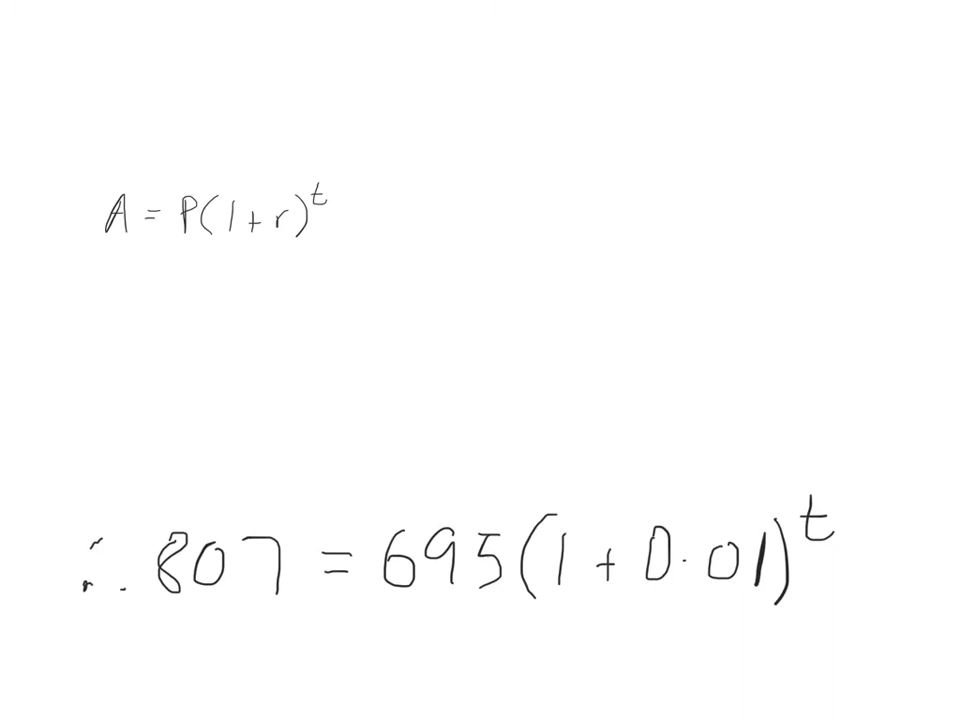 A = P(1+r)^t
∴ 807 = 695(1 + 0.01)^t